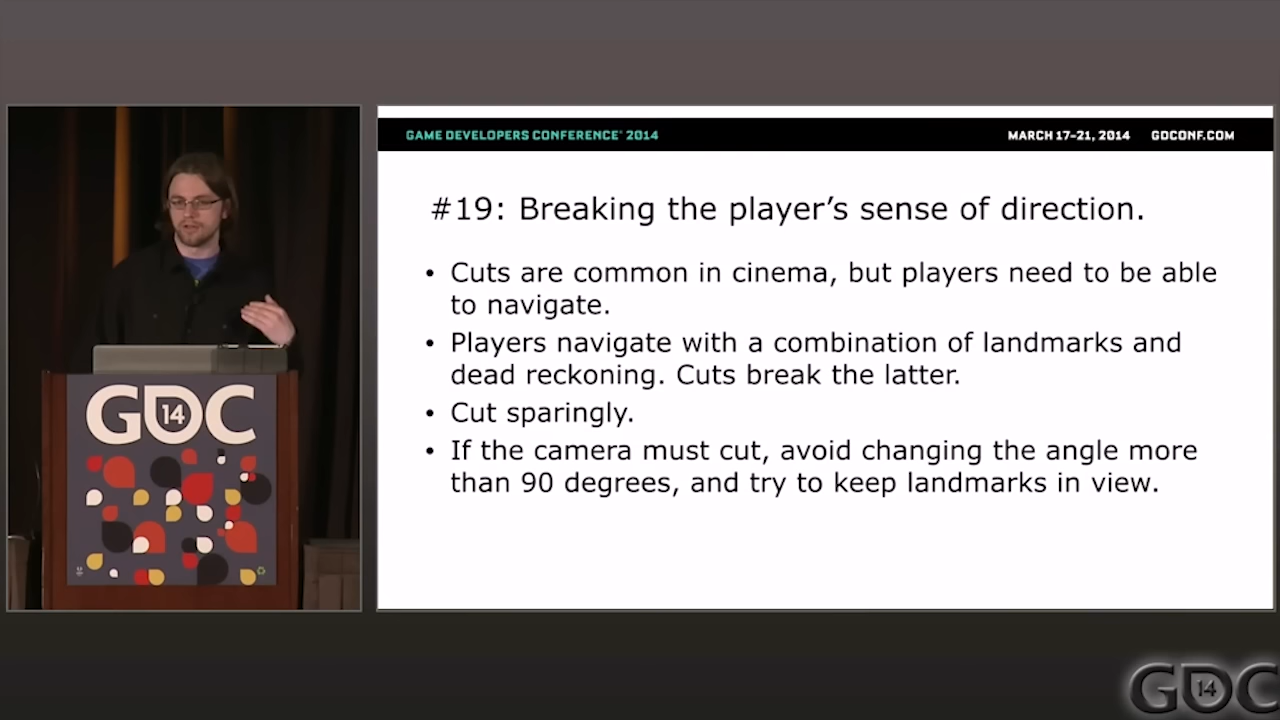 GAME DEVELOPERS CONFERENCE® 2014
MARCH 17–21, 2014 GDCONF.COM
#19: Breaking the player’s sense of direction.
• Cuts are common in cinema, but players need to be able
to navigate.
• Players navigate with a combination of landmarks and
dead reckoning. Cuts break the latter.
• Cut sparingly.
• If the camera must cut, avoid changing the angle more
than 90 degrees, and try to keep landmarks in view.
GDC
14
GDC
14